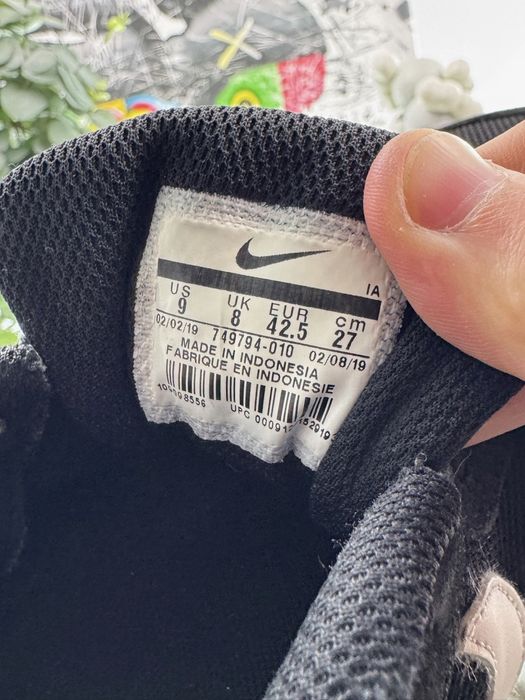 IA
US UK EUR cm
9 8 42.5 27
02/02/19 749794-010 02/08/19
MADE IN INDONESIA
FABRIQUE EN INDONESIE
UPC